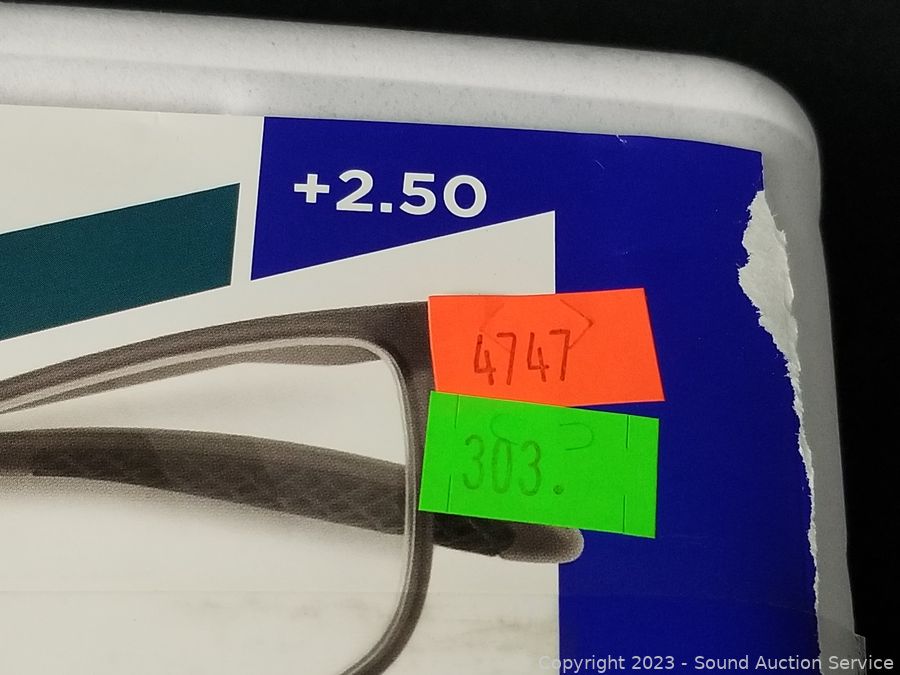 +2.50
4747
303.
Copyright 2023 - Sound Auction Service